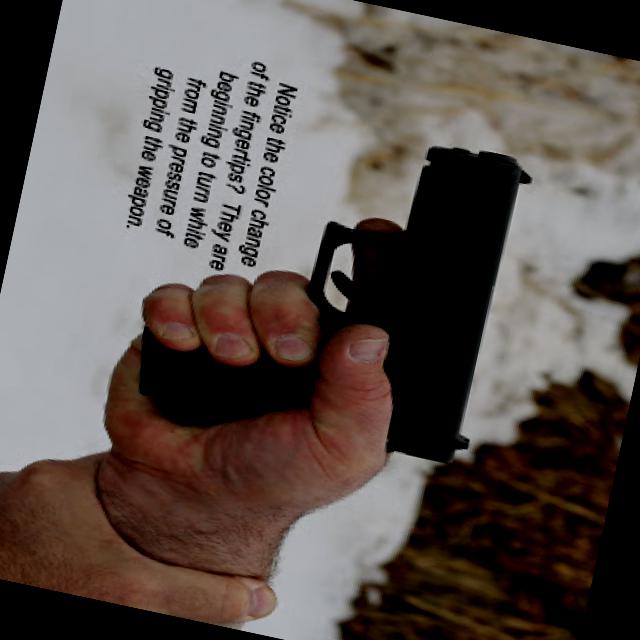 Notice the color change
of the fingertips?  They are
beginning to turn white
from the pressure of
gripping the weapon.